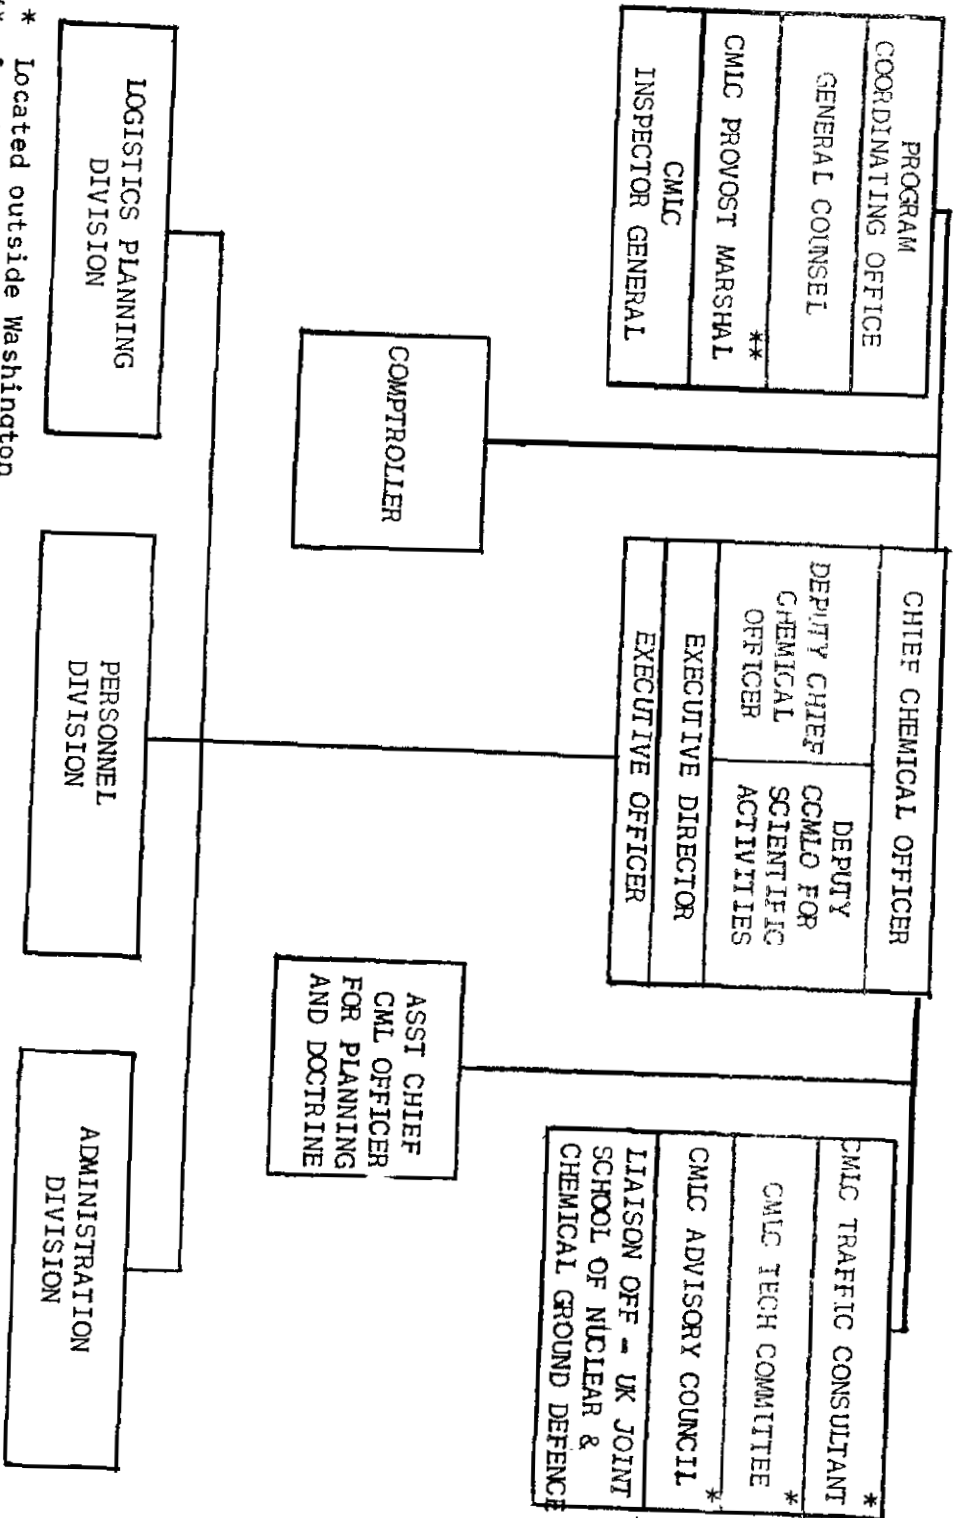 PROGRAM
COORDINATING OFFICE
GENERAL COUNSEL
**
CMLC PROVOST MARSHAL
CMLC
INSPECTOR GENERAL
CHIEF CHEMICAL OFFICER
DEPUTY CHIEF
CHEMICAL
OFFICER
DEPUTY
CCMLO FOR
SCIENTIFIC
ACTIVITIES
EXECUTIVE DIRECTOR
EXECUTIVE OFFICER
*
CMLC TRAFFIC CONSULTANT
*
CMLC TECH COMMITTEE
*
CMLC ADVISORY COUNCIL
LIAISON OFF - UK JOINT
SCHOOL OF NUCLEAR &
CHEMICAL GROUND DEFENCE
COMPTROLLER
ASST CHIEF
CML OFFICER
FOR PLANNING
AND DOCTRINE
LOGISTICS PLANNING
DIVISION
PERSONNEL
DIVISION
ADMINISTRATION
DIVISION
* Located outside Washington